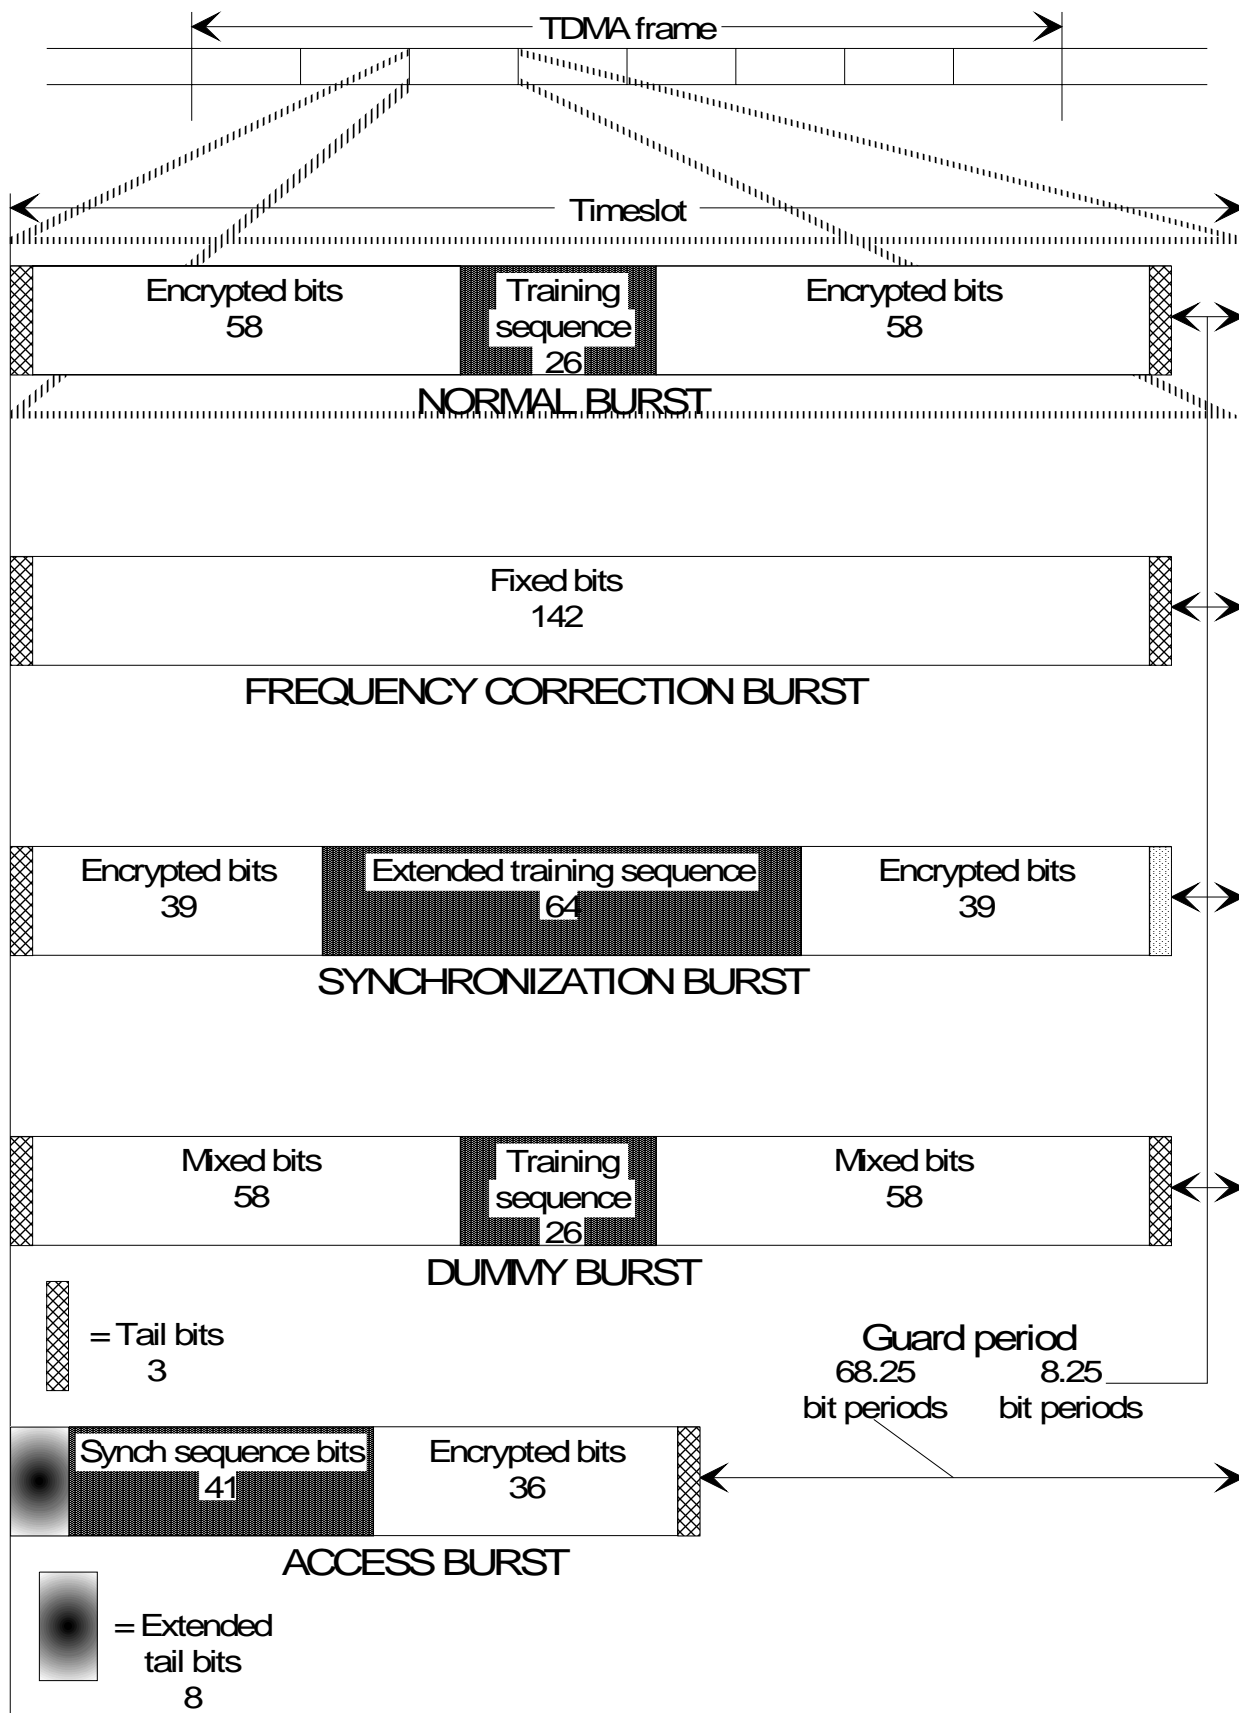 TDMA frame
Timeslot
Encrypted bits
58
Training
sequence
26
Encrypted bits
58
NORMAL BURST
Fixed bits
142
FREQUENCY CORRECTION BURST
Encrypted bits
39
Extended training sequence
64
Encrypted bits
39
SYNCHRONIZATION BURST
Mixed bits
58
Training
sequence
26
Mixed bits
58
DUMMY BURST
= Tail bits
3
Guard period
68.25
bit periods
8.25
bit periods
Synch sequence bits
41
Encrypted bits
36
ACCESS BURST
= Extended
tail bits
8